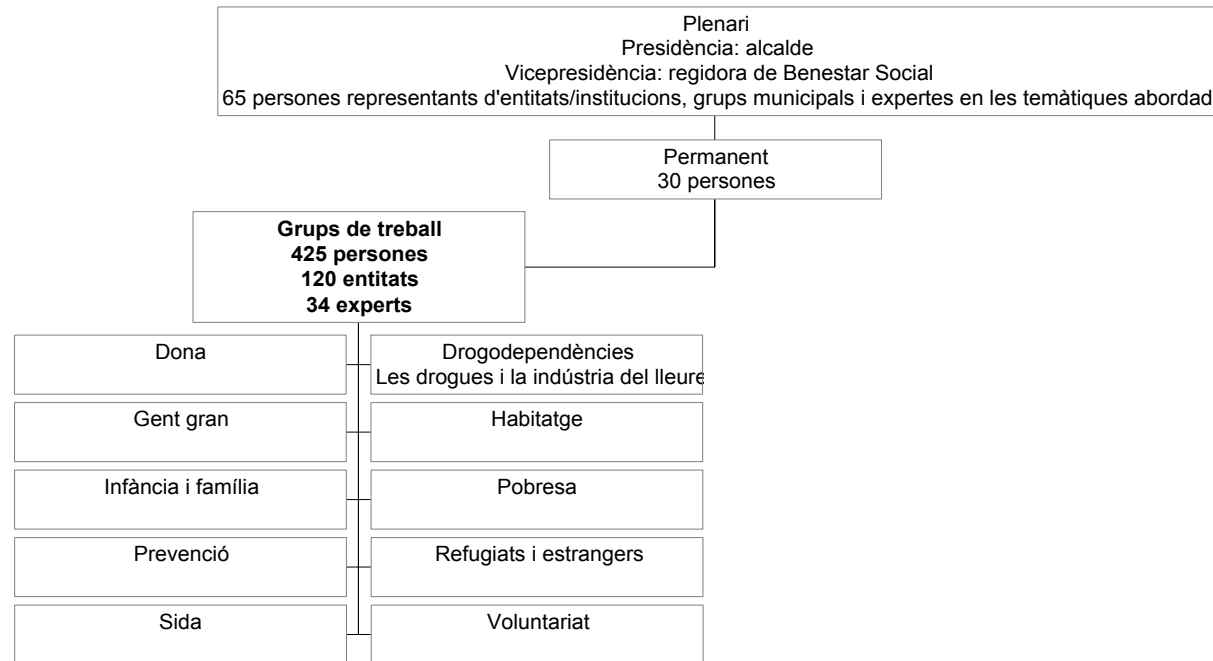 Plenari
Presidència: alcalde
Vicepresidència: regidora de Benestar Social
65 persones representants d'entitats/institucions, grups municipals i expertes en les temàtiques abordad
Permanent
30 persones
Grups de treball
425 persones
120 entitats
34 experts
Dona
Drogodependències
Les drogues i la indústria del lleure
Gent gran
Habitatge
Infància i família
Pobresa
Prevenció
Refugiats i estrangers
Sida
Voluntariat